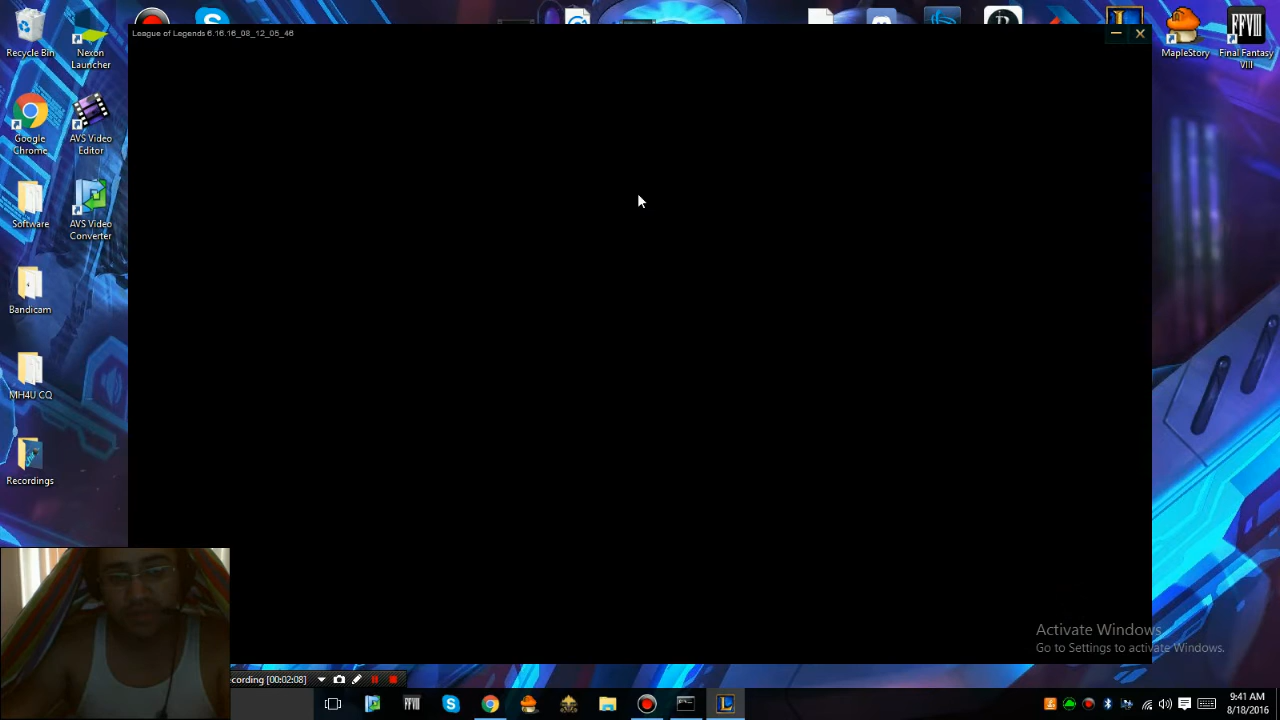 League of Legends 6.16.16_08_12_05_46
Recycle Bin
Nexon
Launcher
MapleStory
Final Fantasy
VIII
Google
Chrome
AVS Video
Editor
Software
AVS Video
Converter
Bandicam
MH4U CQ
Recordings
Activate Windows
Go to Settings to activate Windows.
ecording [00:02:08]
9:41 AM
8/18/2016
FFVIII